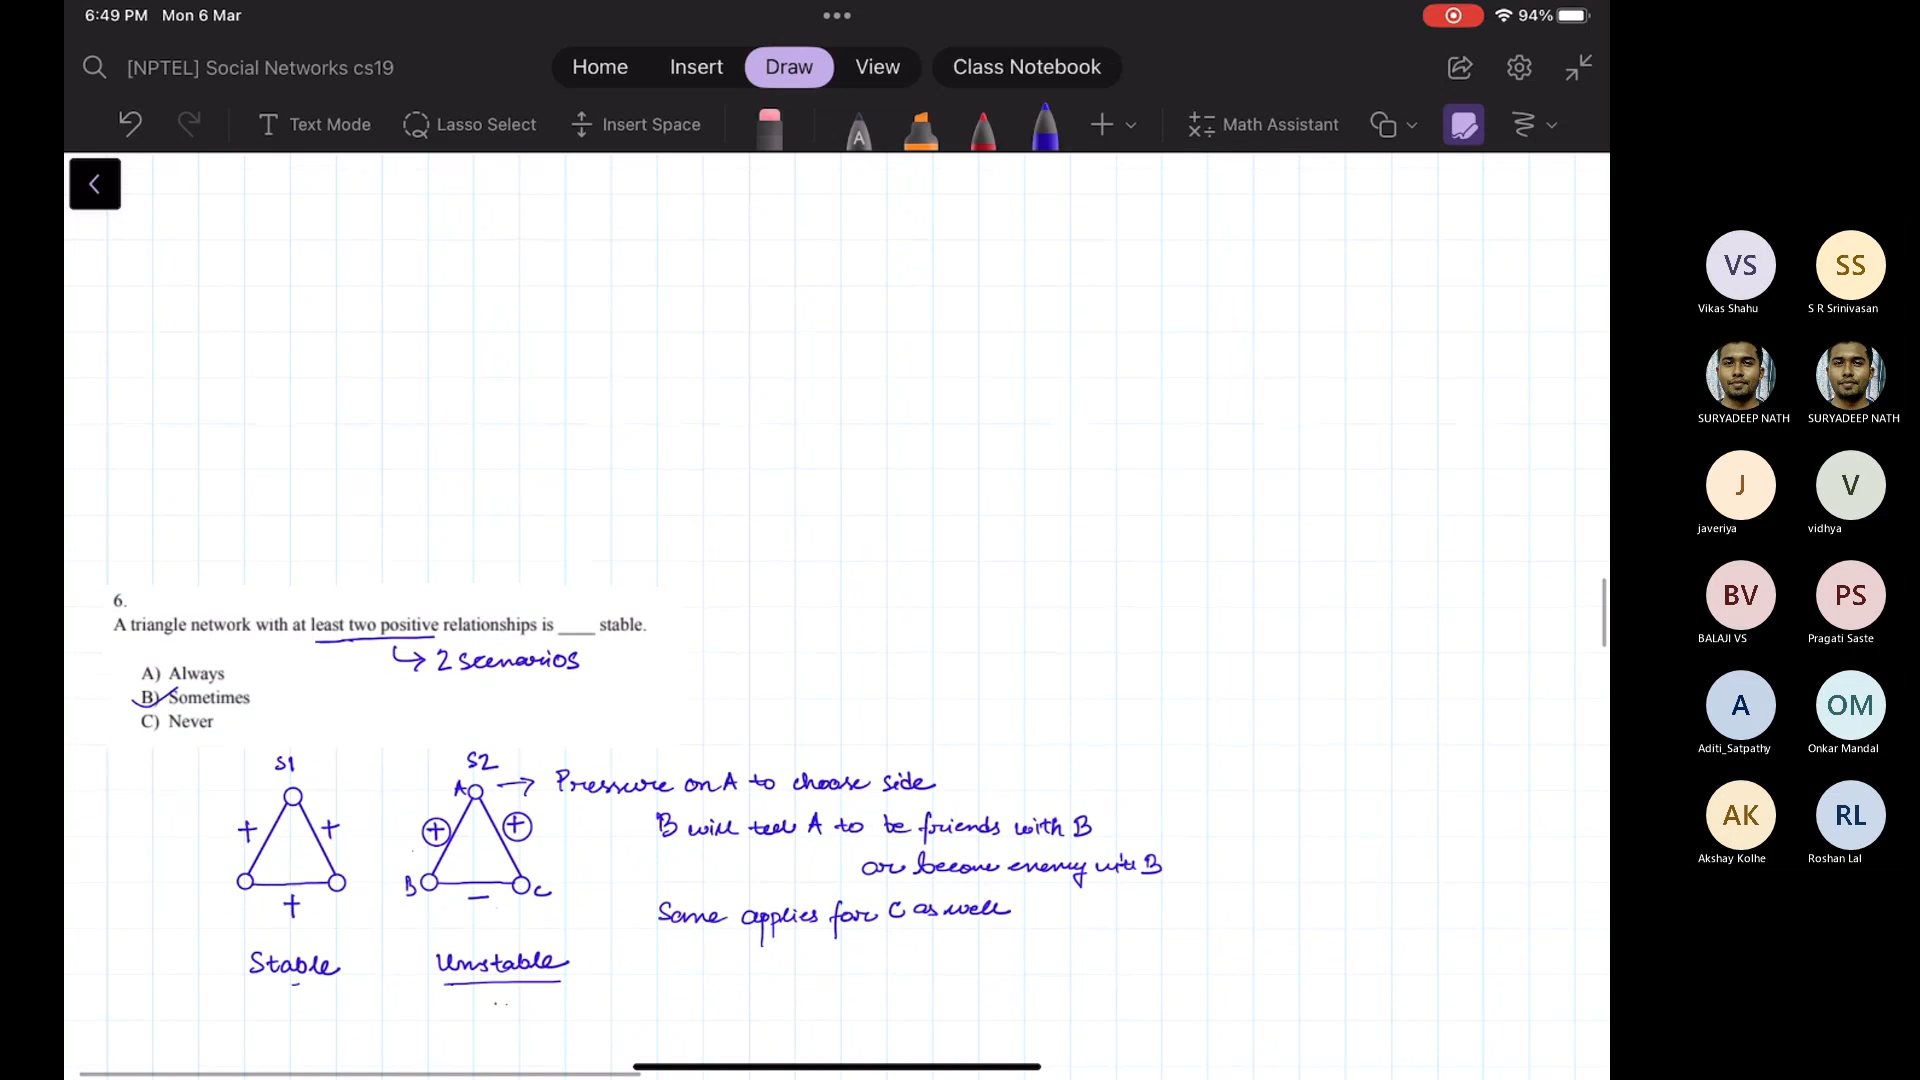 6:49 PM Mon 6 Mar
94%
[NPTEL] Social Networks cs19
Home Insert Draw View Class Notebook
Text Mode Lasso Select Insert Space A Math Assistant
6.
A triangle network with at least two positive relationships is ____ stable.
↳ 2 scenarios
A) Always
B) Sometimes
C) Never
S1
+ +
+
Stable
S2
A → Pressure on A to choose side
+ +
B C
−
Unstable
B will tell A to be friends with B
or become enemy with B
Same applies for C as well
VS SS
Vikas Shahu S R Srinivasan
SURYADEEP NATH SURYADEEP NATH
J V
javeriya vidhya
BV PS
BALAJI VS Pragati Saste
A OM
Aditi_Satpathy Onkar Mandal
AK RL
Akshay Kolhe Roshan Lal